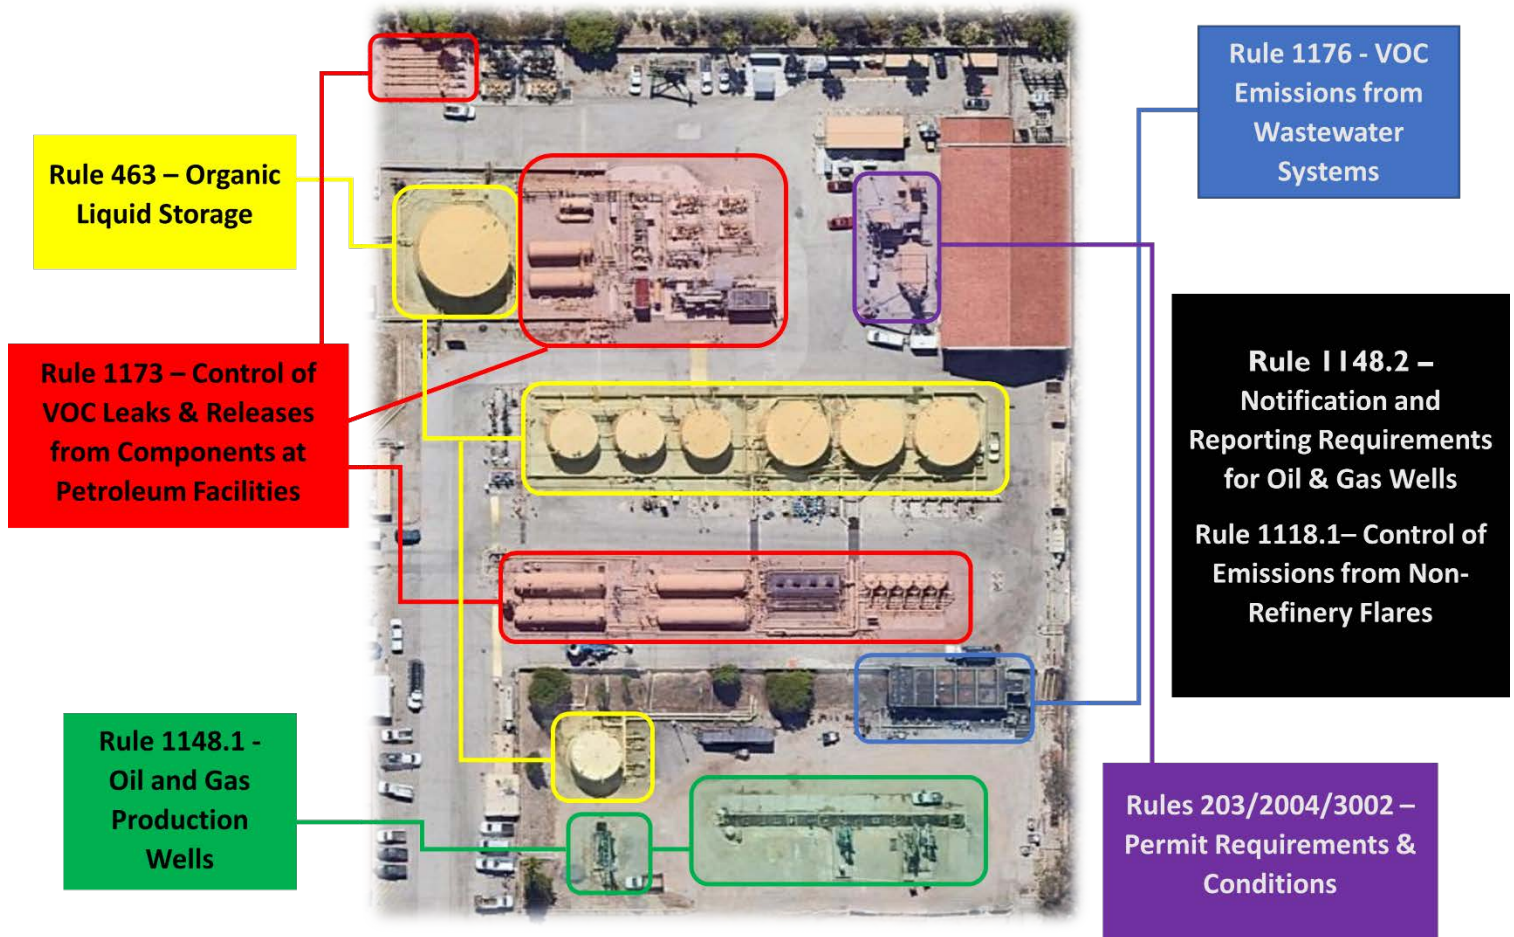 Rule 463 – Organic
Liquid Storage
Rule 1173 – Control of
VOC Leaks & Releases
from Components at
Petroleum Facilities
Rule 1148.1 -
Oil and Gas
Production
Wells
Rule 1176 - VOC
Emissions from
Wastewater
Systems
Rule 1148.2 –
Notification and
Reporting Requirements
for Oil & Gas Wells
Rule 1118.1– Control of
Emissions from Non-
Refinery Flares
Rules 203/2004/3002 –
Permit Requirements &
Conditions